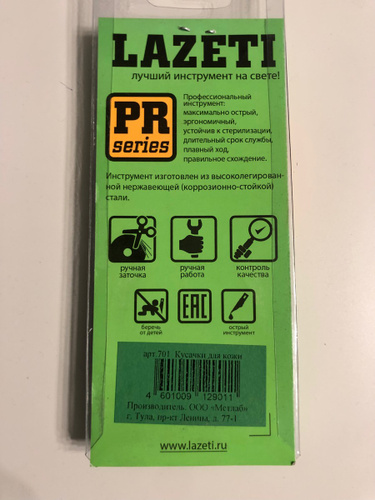 LAZETI
лучший инструмент на свете!
PR
series
Профессиональный
инструмент:
максимально острый,
эргономичный,
устойчив к стерилизации,
длительный срок службы,
плавный ход,
правильное схождение.
Инструмент изготовлен из высоколегирован-
ной нержавеющей (коррозионно-стойкой)
стали.
ручная
заточка
ручная
работа
контроль
качества
EAC
беречь
от детей
острый
инструмент
арт.701 Кусачки для кожи
4 601009 129011
Производитель: ООО «Метлаб»
г. Тула, пр-кт Ленина, д. 77-1
www.lazeti.ru